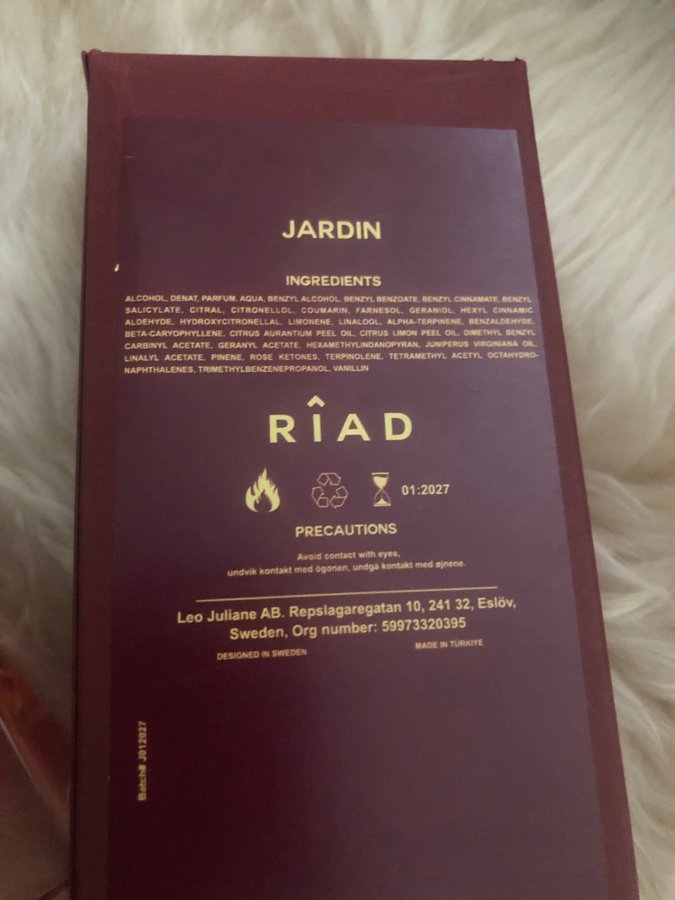 JARDIN
INGREDIENTS
ALCOHOL, DENAT, PARFUM, AQUA, BENZYL ALCOHOL, BENZYL BENZOATE, BENZYL CINNAMATE, BENZYL
SALICYLATE, CITRAL, CITRONELLOL, COUMARIN, FARNESOL, GERANIOL, HEXYL CINNAMIC
ALDEHYDE, HYDROXYCITRONELLAL, LIMONENE, LINALOOL, ALPHA-TERPINENE, BENZALDEHYDE,
BETA-CARYOPHYLLENE, CITRUS AURANTIUM PEEL OIL, CITRUS LIMON PEEL OIL, DIMETHYL BENZYL
CARBINYL ACETATE, GERANYL ACETATE, HEXAMETHYLINDANOPYRAN, JUNIPERUS VIRGINIANA OIL,
LINALYL ACETATE, PINENE, ROSE KETONES, TERPINOLENE, TETRAMETHYL ACETYL OCTAHYDRO-
NAPHTHALENES, TRIMETHYLBENZENEPROPANOL, VANILLIN
RÎAD
01:2027
PRECAUTIONS
Avoid contact with eyes,
undvik kontakt med ögonen, undgå kontakt med øjnene.
Leo Juliane AB. Repslagaregatan 10, 241 32, Eslöv,
Sweden, Org number: 59973320395
DESIGNED IN SWEDEN
MADE IN TÜRKIYE
Batch# J012027